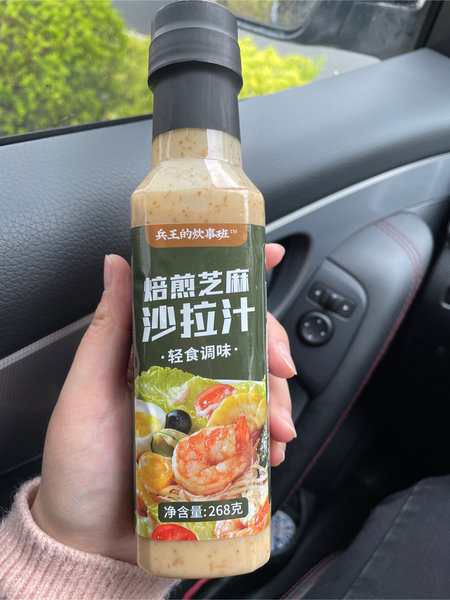 兵王的炊事班™
焙煎芝麻
沙拉汁
·轻食调味·
净含量:268克